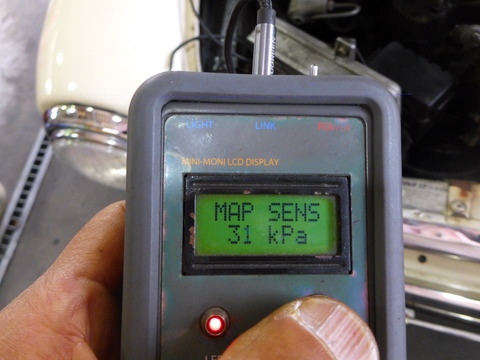 LIGHT LINK
MINI-MONI LCD DISPLAY
MAP SENS
31 kPa